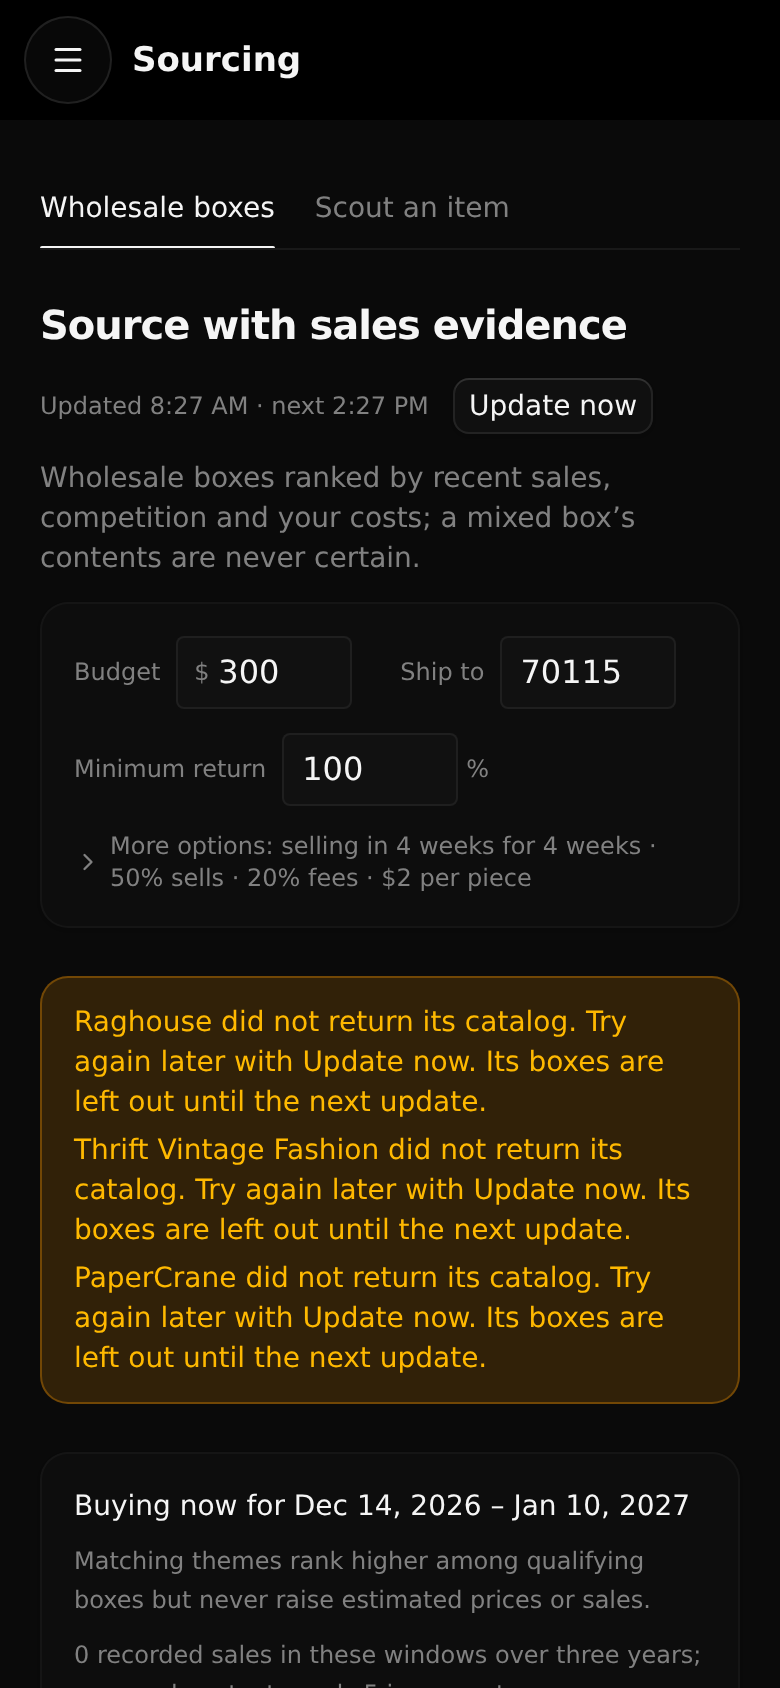 Sourcing
Wholesale boxes
Scout an item
Source with sales evidence
Updated 8:27 AM · next 2:27 PM
Update now
Wholesale boxes ranked by recent sales,
competition and your costs; a mixed box’s
contents are never certain.
Budget $ 300
Ship to 70115
Minimum return 100 %
More options: selling in 4 weeks for 4 weeks ·
50% sells · 20% fees · $2 per piece
Raghouse did not return its catalog. Try
again later with Update now. Its boxes are
left out until the next update.
Thrift Vintage Fashion did not return its
catalog. Try again later with Update now. Its
boxes are left out until the next update.
PaperCrane did not return its catalog. Try
again later with Update now. Its boxes are
left out until the next update.
Buying now for Dec 14, 2026 – Jan 10, 2027
Matching themes rank higher among qualifying
boxes but never raise estimated prices or sales.
0 recorded sales in these windows over three years;